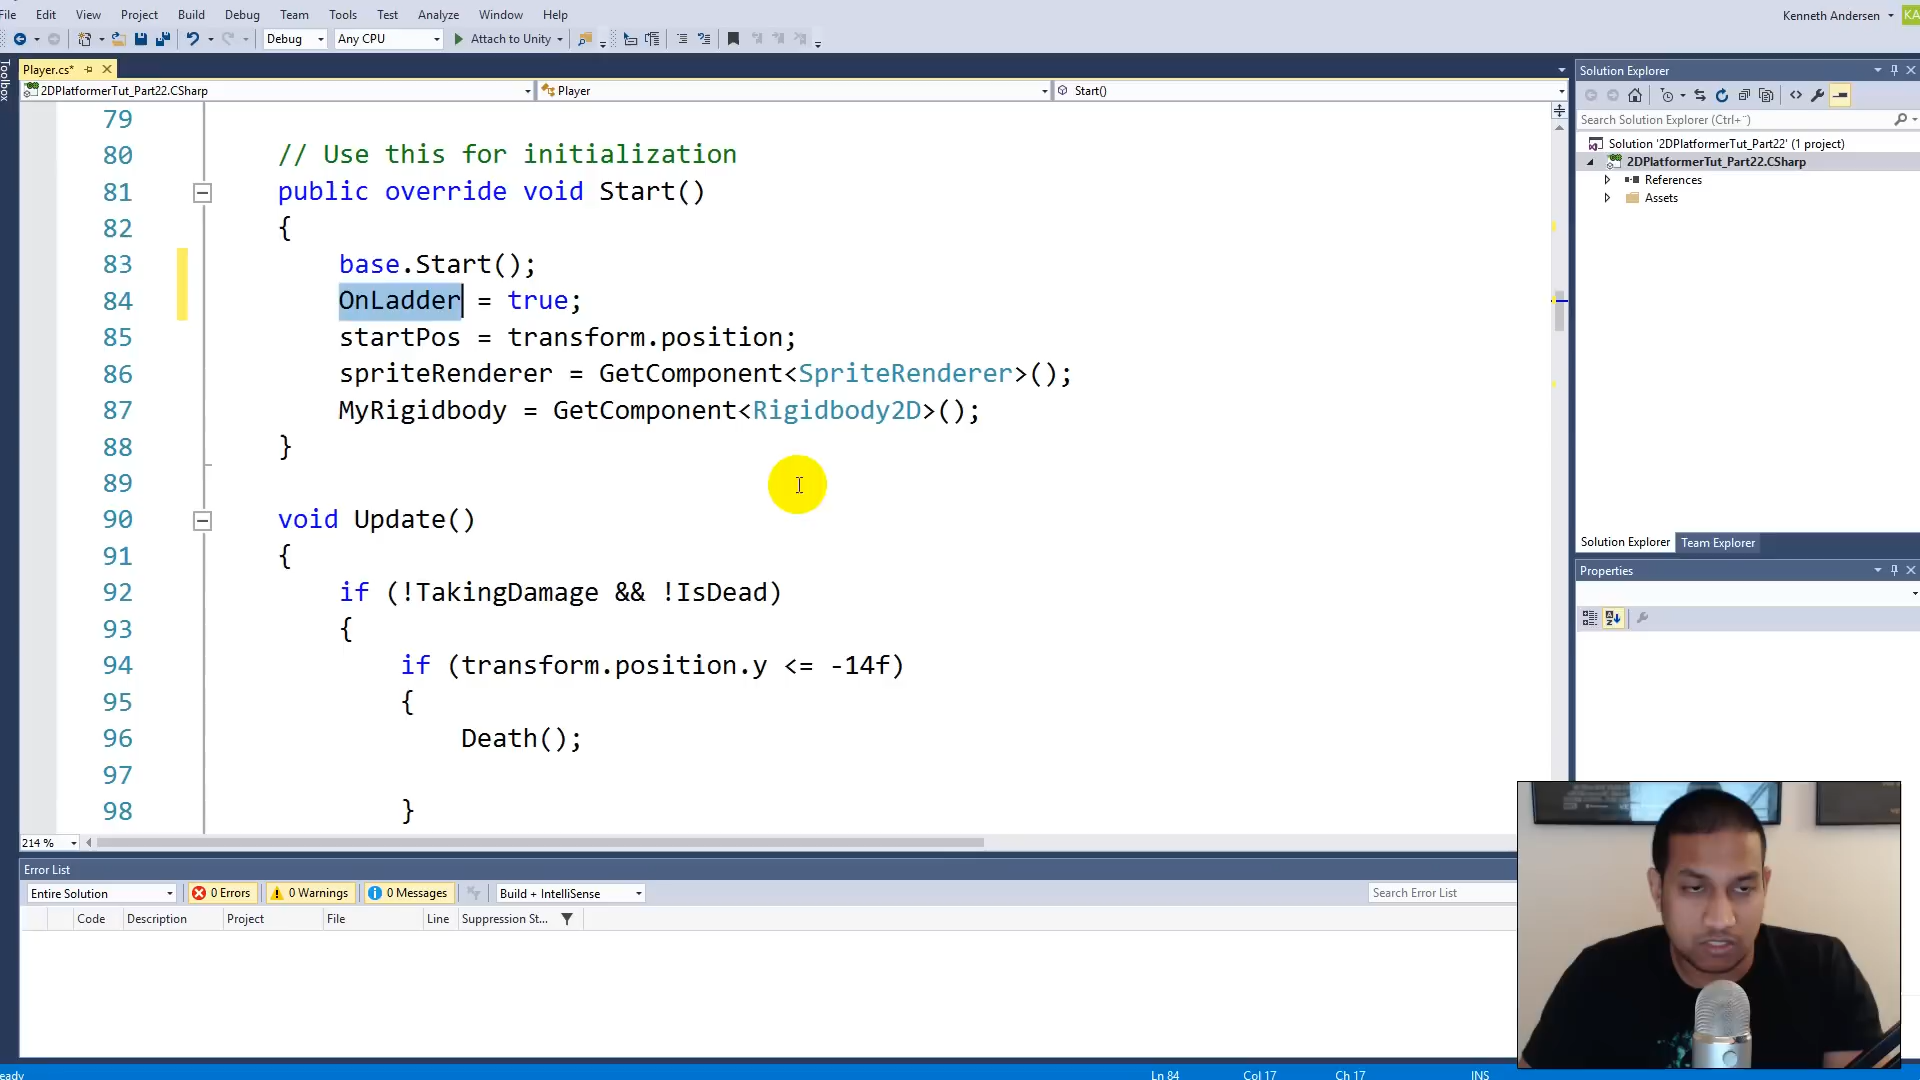 File Edit View Project Build Debug Team Tools Test Analyze Window Help Kenneth Andersen KA
Debug Any CPU Attach to Unity
Toolbox
Player.cs*
2DPlatformerTut_Part22.CSharp Player Start()
79
80 // Use this for initialization
81 public override void Start()
82 {
83 base.Start();
84 OnLadder = true;
85 startPos = transform.position;
86 spriteRenderer = GetComponent<SpriteRenderer>();
87 MyRigidbody = GetComponent<Rigidbody2D>();
88 }
89
90 void Update()
91 {
92 if (!TakingDamage && !IsDead)
93 {
94 if (transform.position.y <= -14f)
95 {
96 Death();
97
98 }
214 %
Solution Explorer
Search Solution Explorer (Ctrl+¨)
Solution '2DPlatformerTut_Part22' (1 project)
2DPlatformerTut_Part22.CSharp
References
Assets
Solution Explorer Team Explorer
Properties
Error List
Entire Solution 0 Errors 0 Warnings 0 Messages Build + IntelliSense Search Error List
Code Description Project File Line Suppression St...
eady Ln 84 Col 17 Ch 17 INS